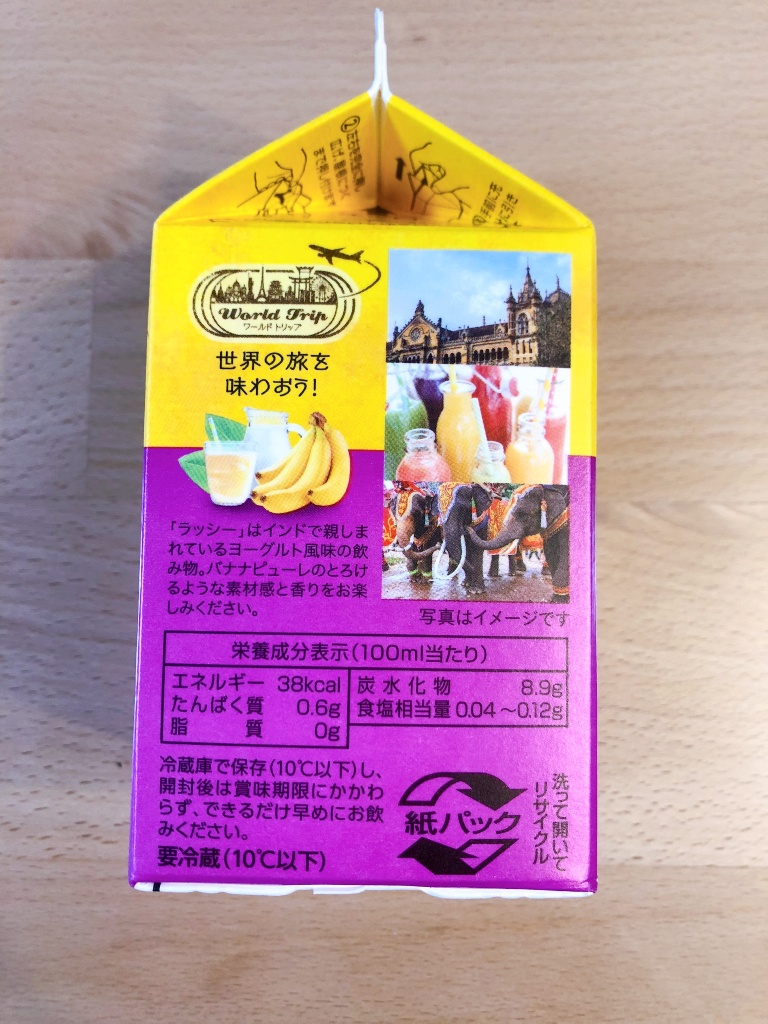 ②左右を完全に
World Trip
ワールド トリップ
世界の旅を
味わおう!
「ラッシー」はインドで親しま
れているヨーグルト風味の飲
み物。バナナピューレのとろけ
るような素材感と香りをお楽
しみください。
写真はイメージです
栄養成分表示(100ml当たり)
エネルギー 38kcal
たんぱく質 0.6g
脂質 0g
炭水化物 8.9g
食塩相当量 0.04~0.12g
冷蔵庫で保存(10℃以下)し、
開封後は賞味期限にかかわ
らず、できるだけ早めにお飲
みください。
要冷蔵(10℃以下)
紙パック
洗って開いて
リサイクル